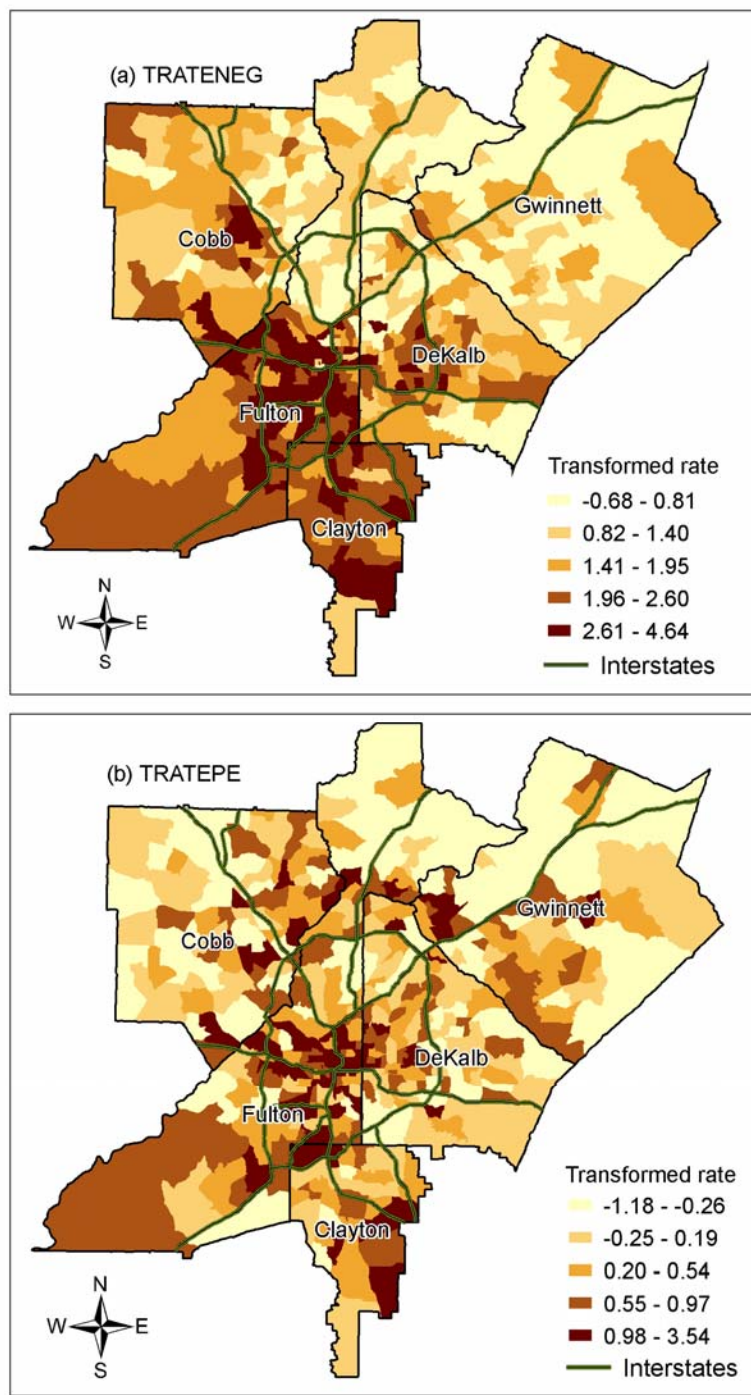 (a) TRATENEG
Gwinnett
Cobb
DeKalb
Fulton
Clayton
Transformed rate
-0.68 - 0.81
0.82 - 1.40
1.41 - 1.95
1.96 - 2.60
2.61 - 4.64
Interstates
N
W E
S
(b) TRATEPE
Gwinnett
Cobb
DeKalb
Fulton
Clayton
Transformed rate
-1.18 - -0.26
-0.25 - 0.19
0.20 - 0.54
0.55 - 0.97
0.98 - 3.54
Interstates
N
W E
S